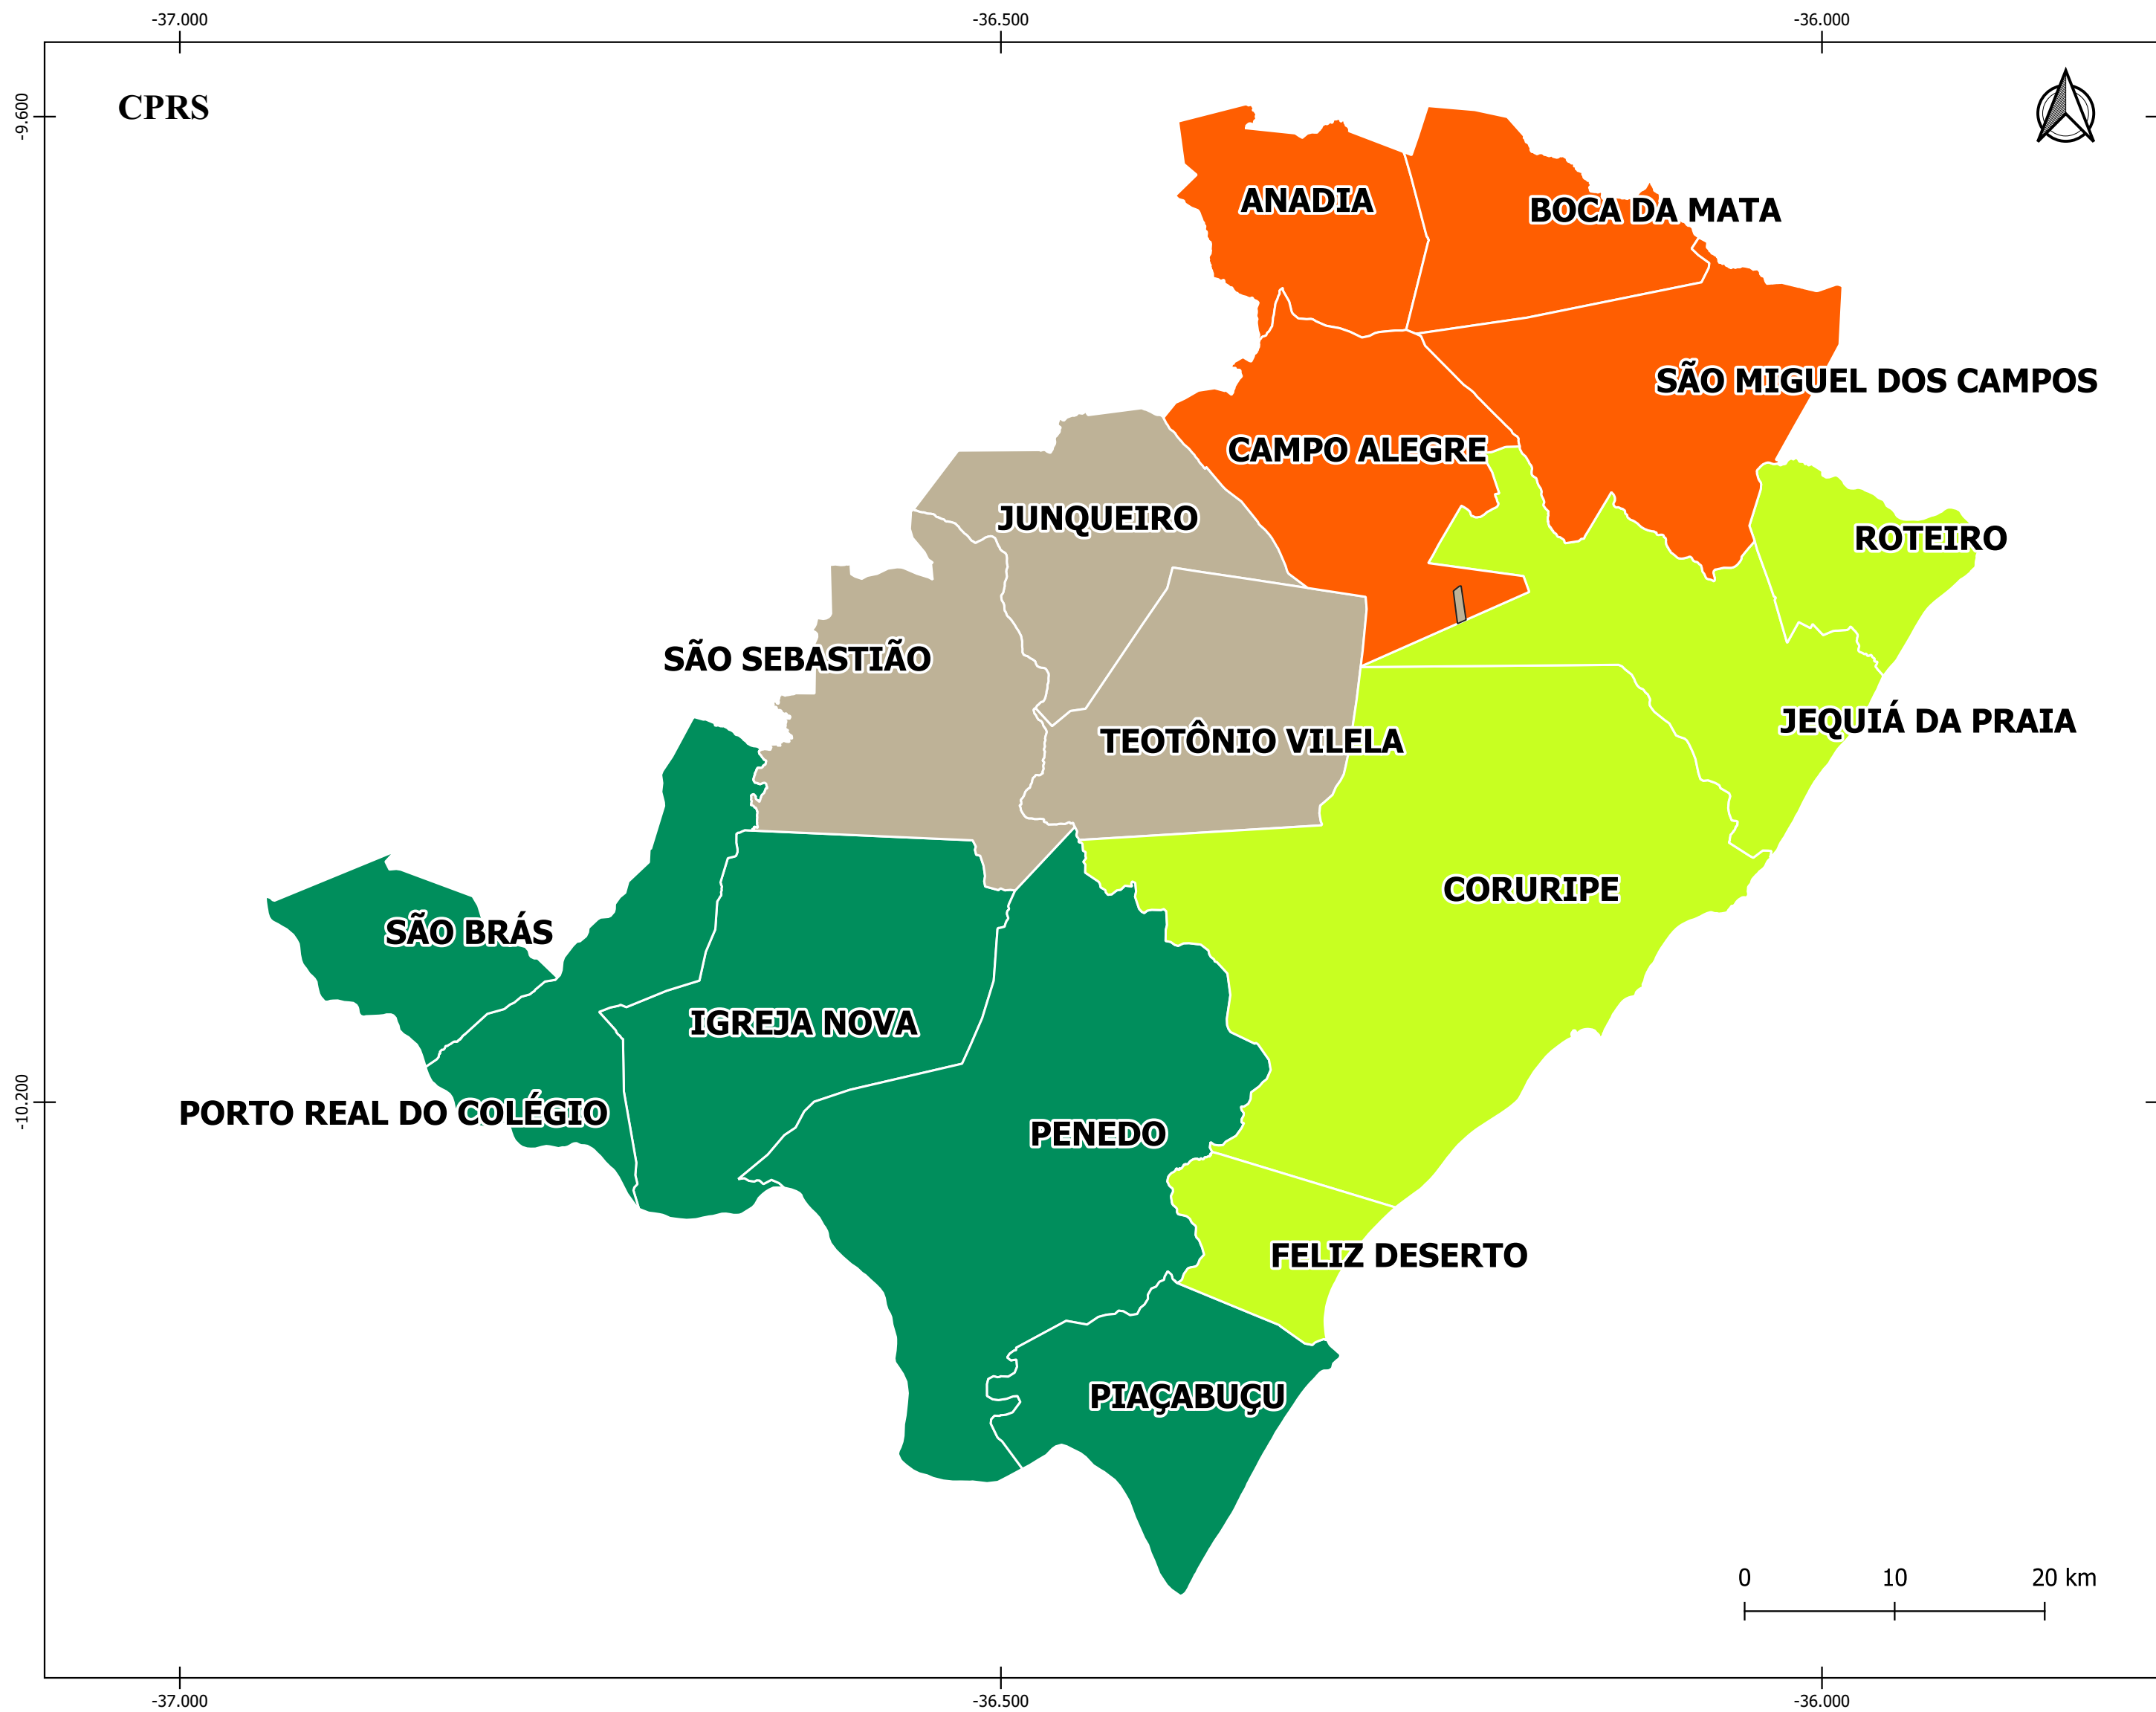 -37.000 -36.500 -36.000
-9.600
CPRS
ANADIA
BOCA DA MATA
SÃO MIGUEL DOS CAMPOS
CAMPO ALEGRE
JUNQUEIRO
ROTEIRO
SÃO SEBASTIÃO
JEQUIÁ DA PRAIA
TEOTÔNIO VILELA
CORURIPE
SÃO BRÁS
IGREJA NOVA
-10.200
PORTO REAL DO COLÉGIO
PENEDO
FELIZ DESERTO
PIAÇABUÇU
0 10 20 km
-37.000 -36.500 -36.000